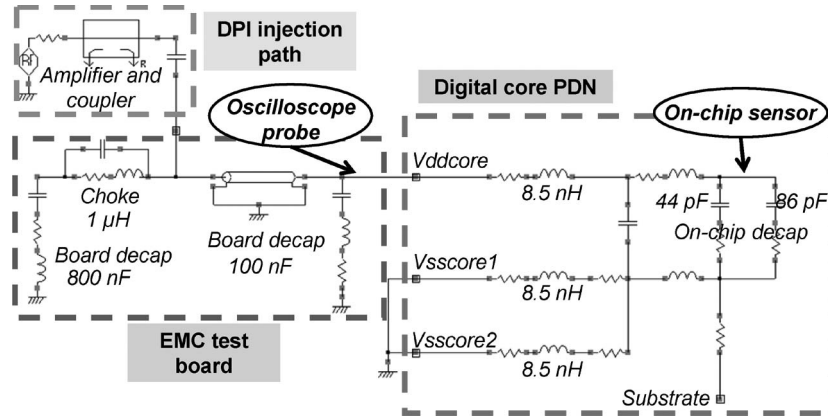 DPI injection
path
RF
R
Amplifier and
coupler
Oscilloscope
probe
Digital core PDN
On-chip sensor
Vddcore
8.5 nH
44 pF
86 pF
On-chip decap
Choke
1 µH
Board decap
800 nF
Board decap
100 nF
Vsscore1
8.5 nH
Vsscore2
8.5 nH
EMC test
board
Substrate